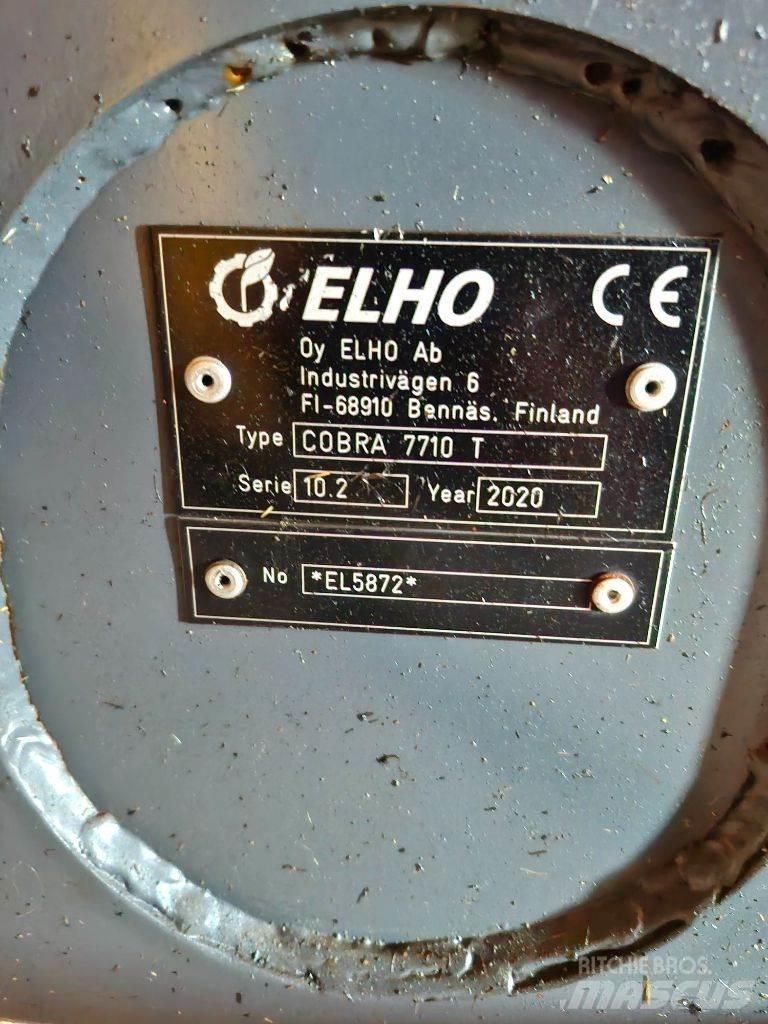 ELHO CE
Oy ELHO Ab
Industrivägen 6
FI-68910 Bennäs. Finland
Type COBRA 7710 T
Serie 10.2 Year 2020
No *EL5872*
RITCHIE BROS.
MASCUS